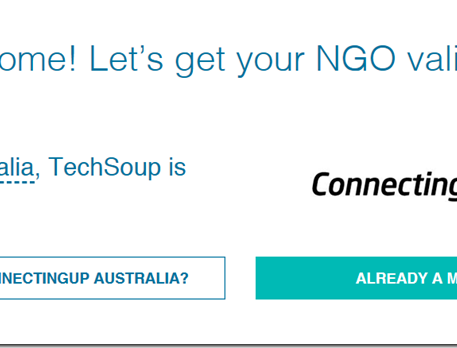 ome! Let's get your NGO vali
alia, TechSoup is
Connecting
NNECTINGUP AUSTRALIA?
ALREADY A M